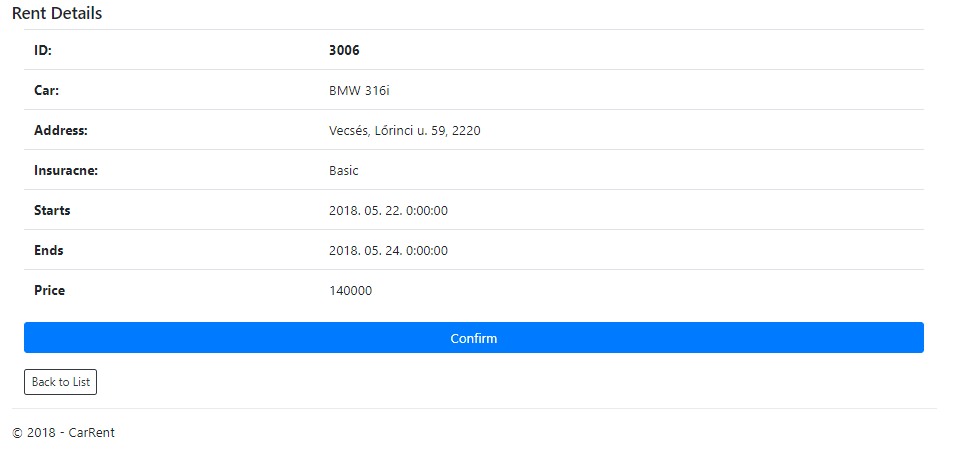 Rent Details
ID: 3006
Car: BMW 316i
Address: Vecsés, Lőrinci u. 59, 2220
Insuracne: Basic
Starts 2018. 05. 22. 0:00:00
Ends 2018. 05. 24. 0:00:00
Price 140000
Confirm
Back to List
© 2018 - CarRent